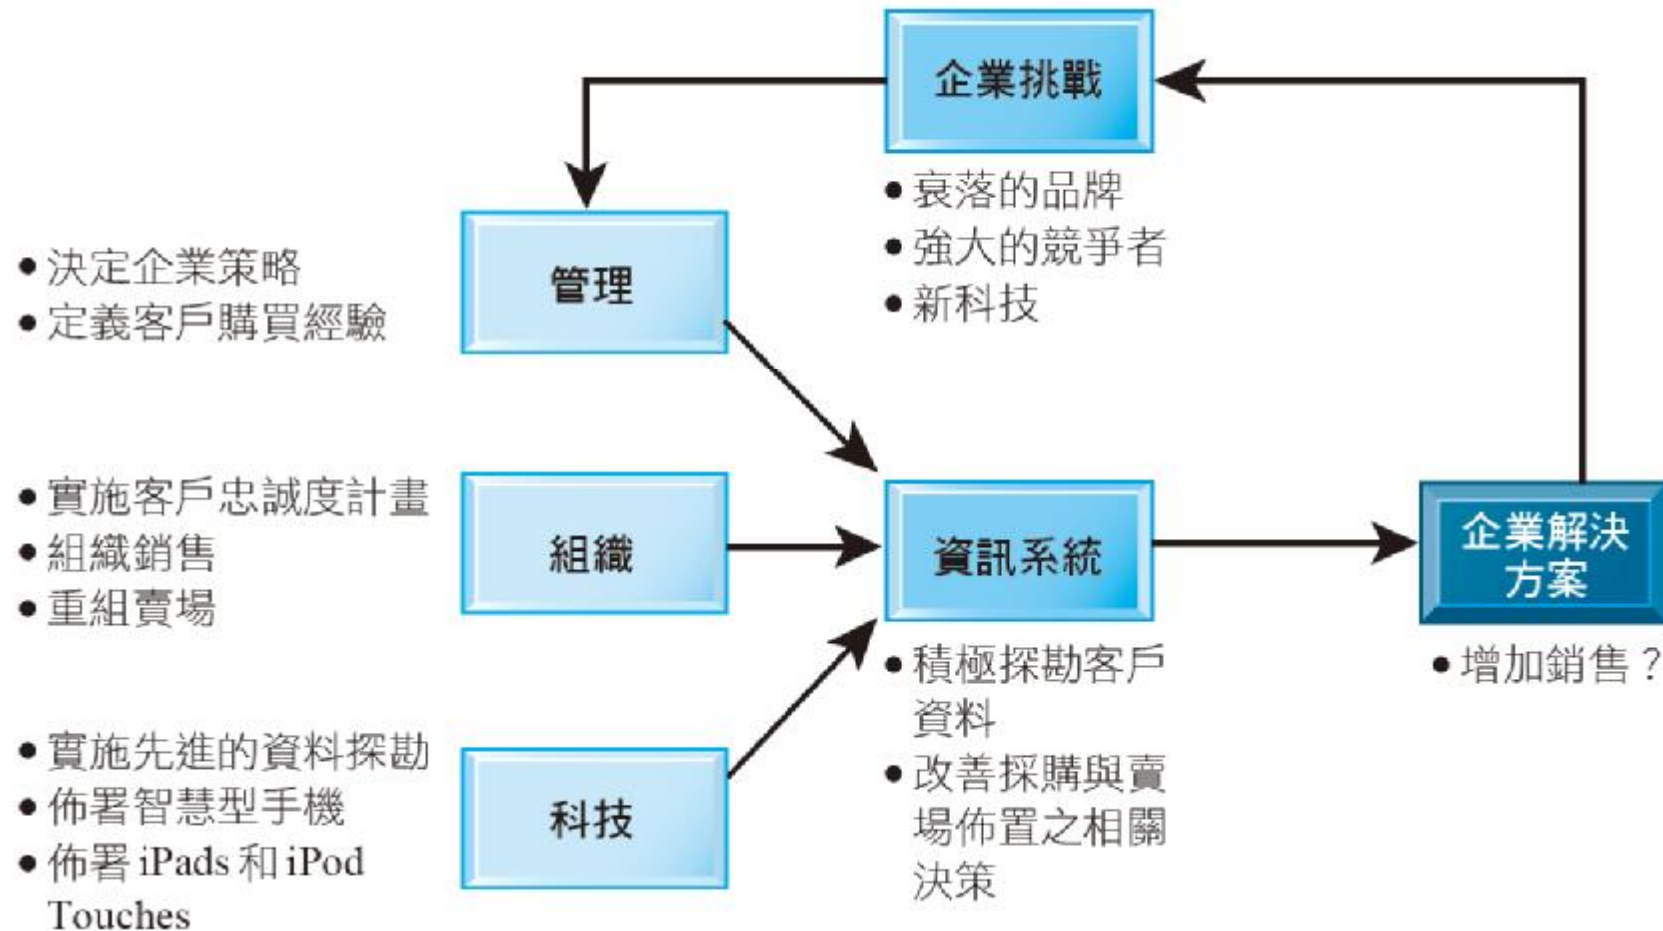 企業挑戰
• 衰落的品牌
• 強大的競爭者
• 新科技
• 決定企業策略
• 定義客戶購買經驗
管理
• 實施客戶忠誠度計畫
• 組織銷售
• 重組賣場
組織
資訊系統
• 積極探勘客戶
資料
• 改善採購與賣
場佈置之相關
決策
企業解決
方案
• 增加銷售？
• 實施先進的資料探勘
• 佈署智慧型手機
• 佈署 iPads 和 iPod
Touches
科技